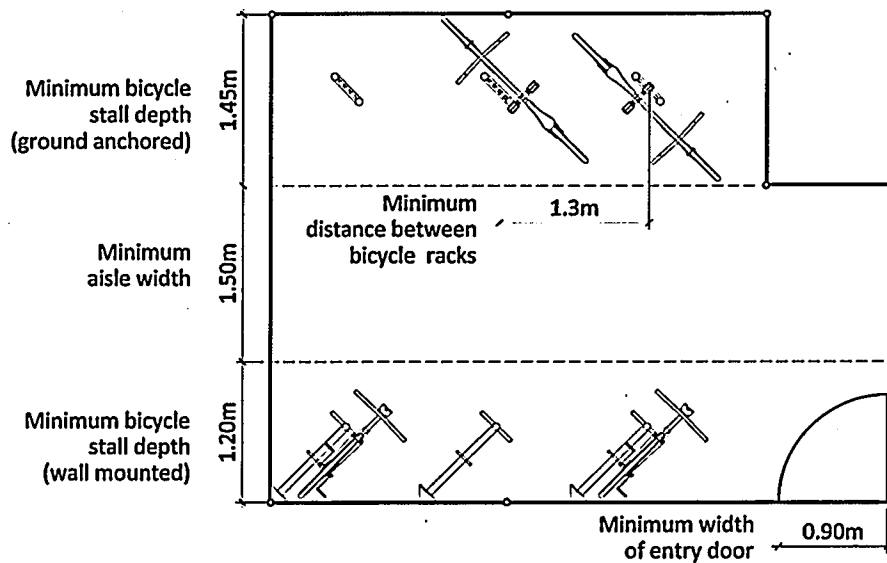 Minimum bicycle
stall depth
(ground anchored)
1.45m
Minimum
distance between
bicycle racks
1.3m
Minimum
aisle width
1.50m
Minimum bicycle
stall depth
(wall mounted)
1.20m
Minimum width
of entry door
0.90m